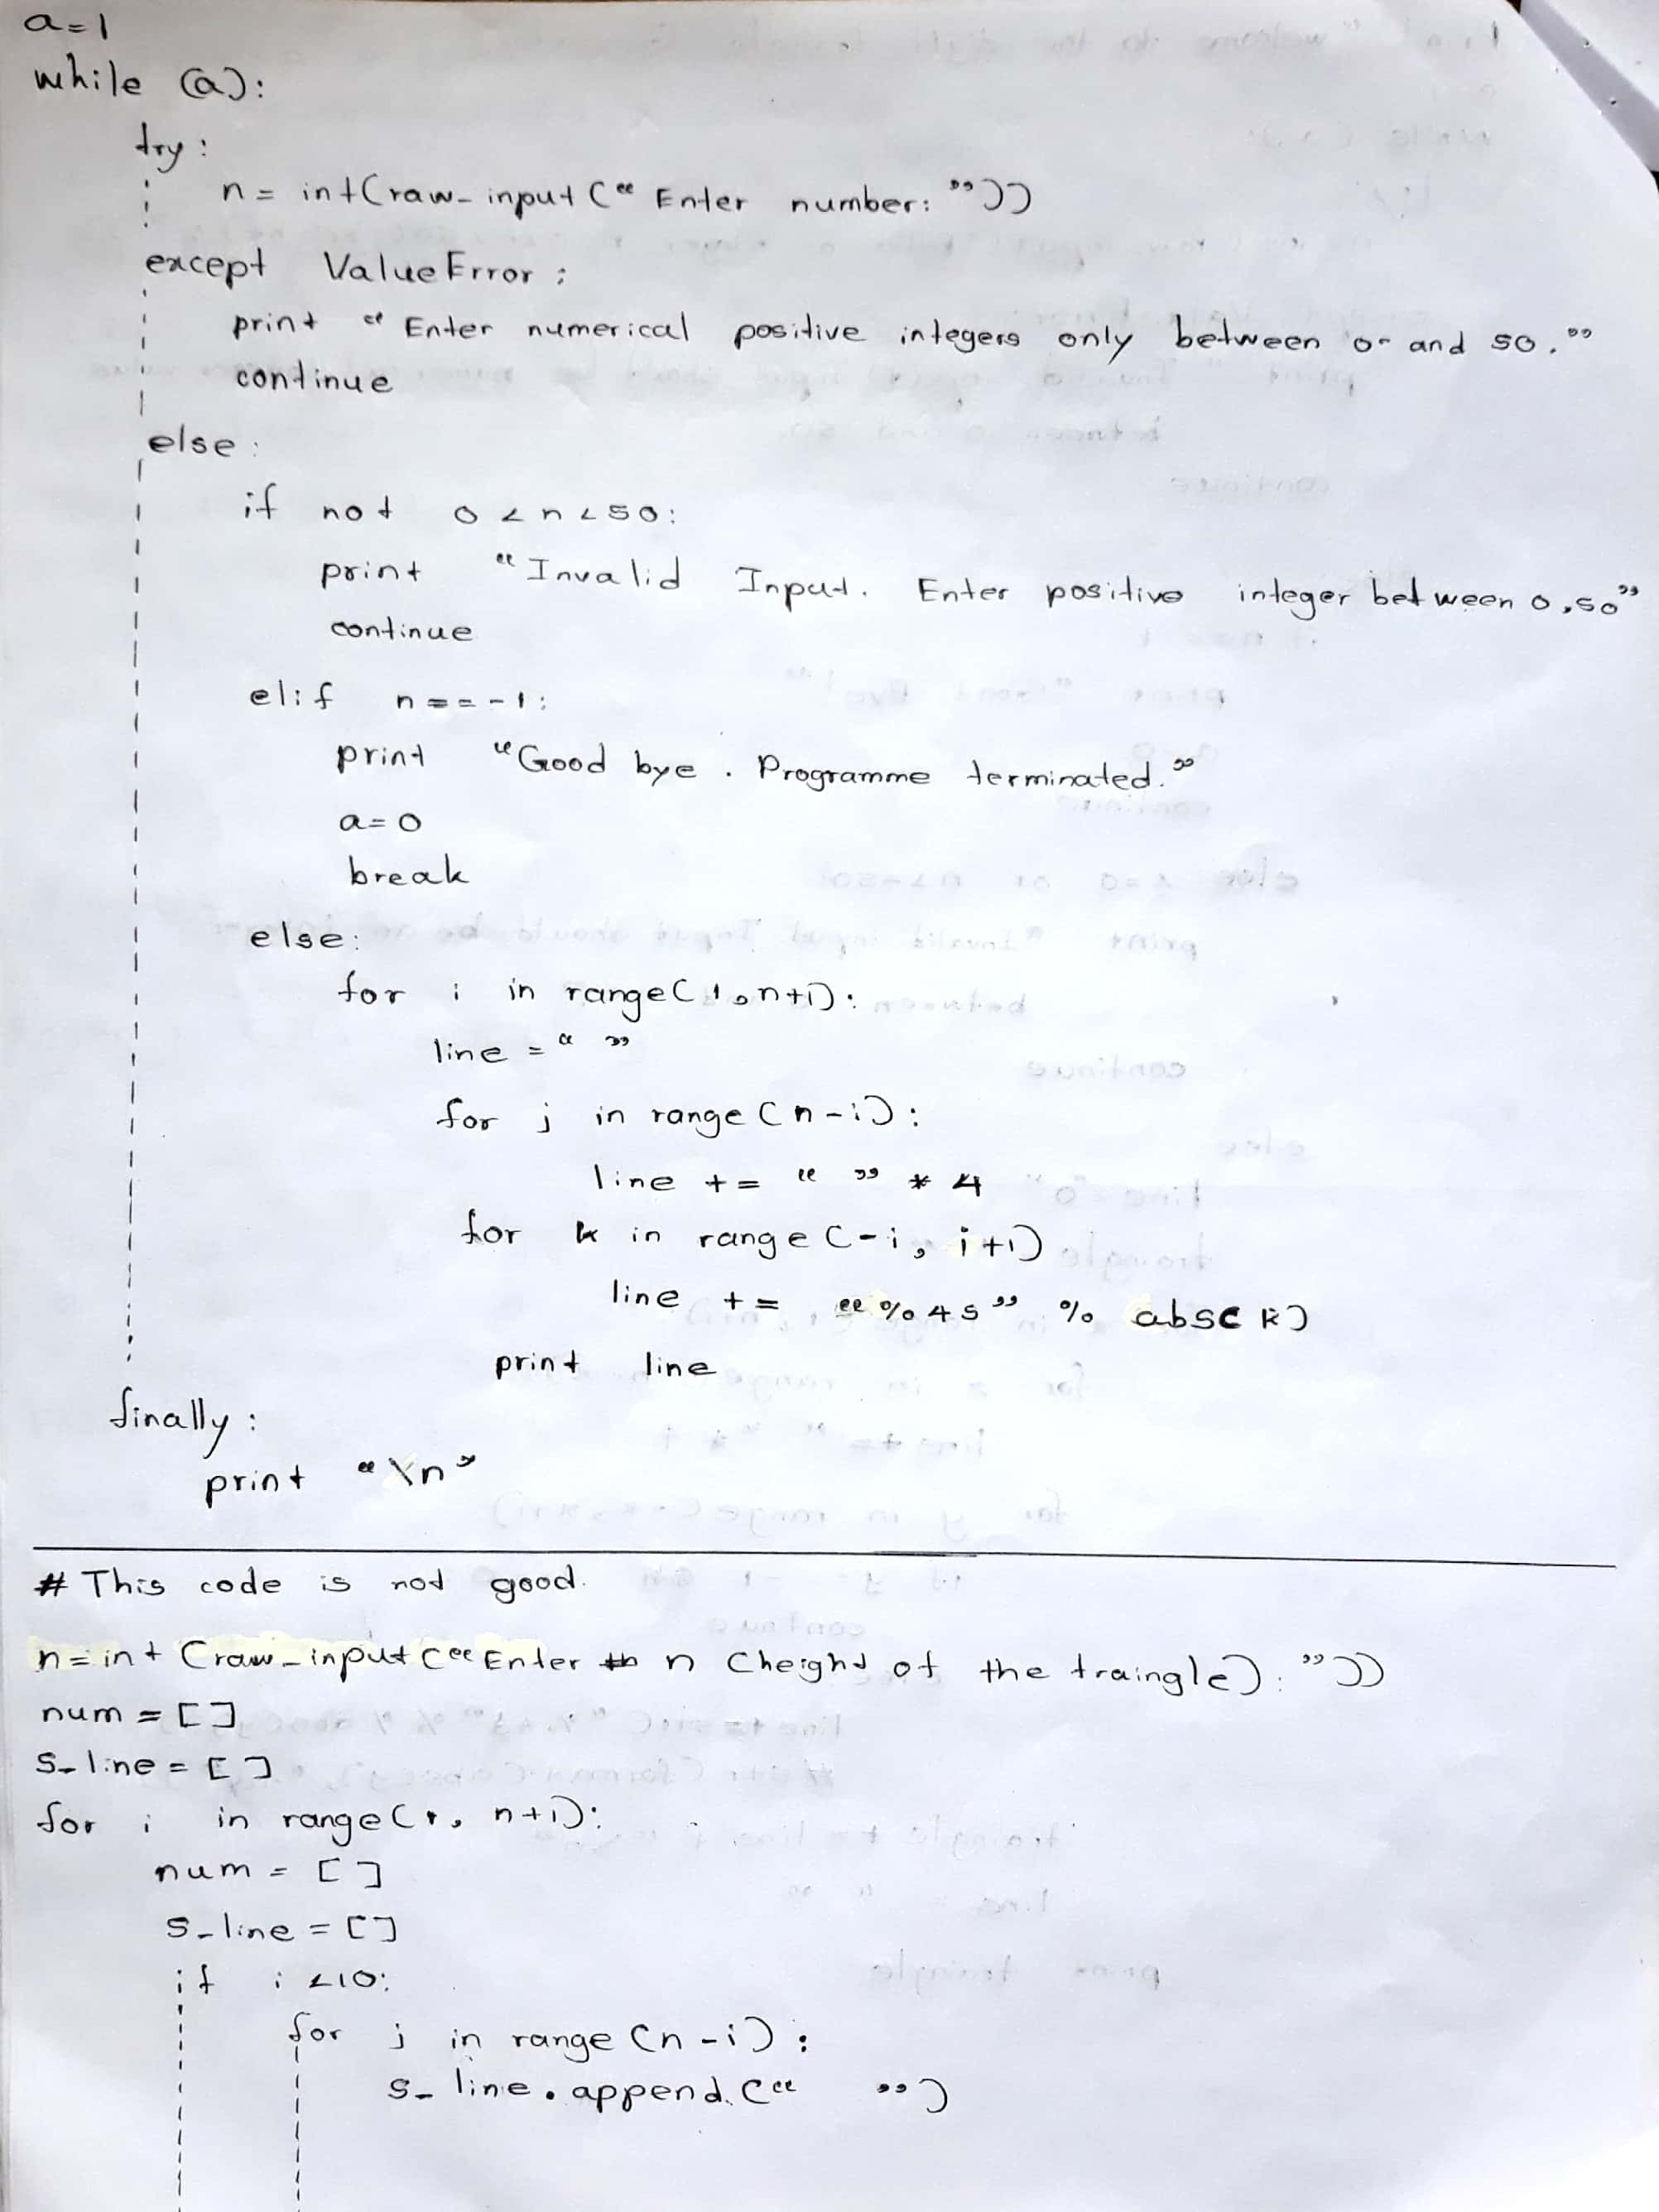 a=1
while (a):
try:
n = int(raw_input(“Enter number: ”))
except ValueError:
print “Enter numerical positive integers only between 0 and 50.”
continue
else:
if not 0 < n < 50:
print “Invalid Input. Enter positive integer between 0,50”
continue
elif n == -1:
print “Good bye. Programme terminated.”
a=0
break
else:
for i in range(1,n+1):
line = “ ”
for j in range(n-i):
line += “ ” * 4
for k in range(-i, i+1)
line += “%4s” % abs(k)
print line
finally:
print “\n”
# This code is not good.
n=int(raw_input(“Enter n (height of the traingle): ”))
num = []
s_line = []
for i in range(1, n+1):
num = []
s_line = []
if i <10:
for j in range(n-i):
s_line.append(“ ”)